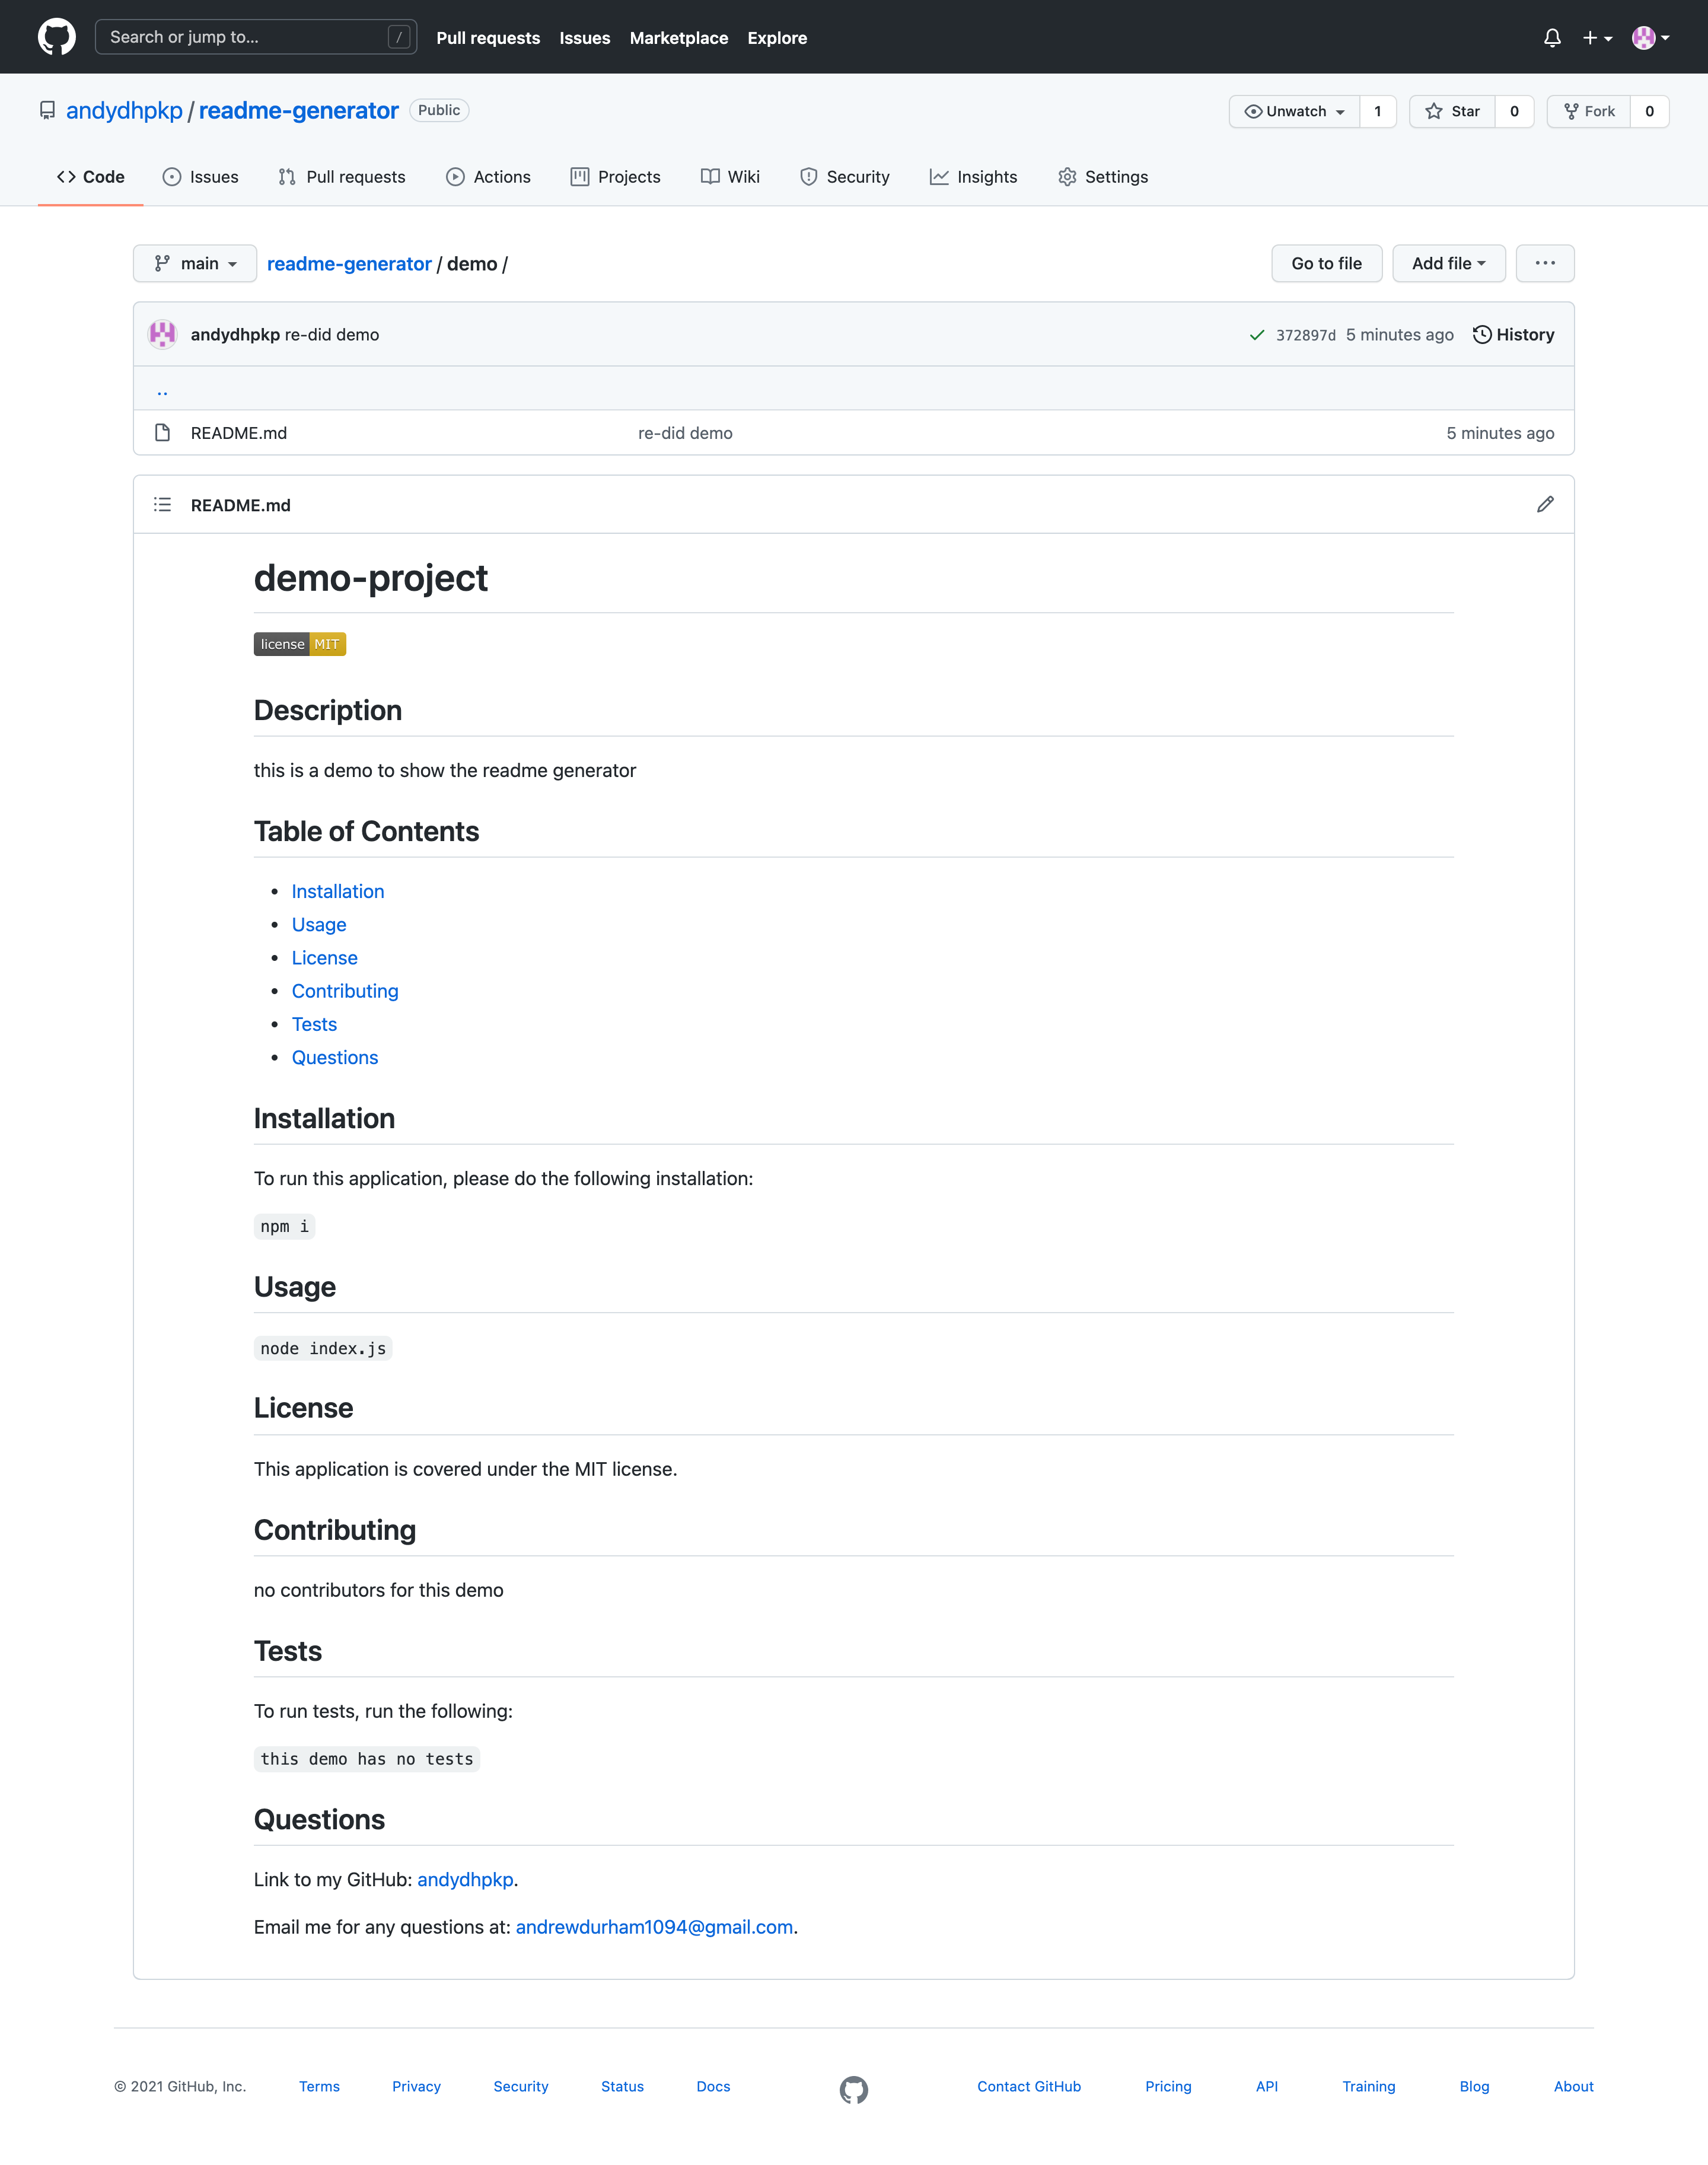 Search or jump to... /
Pull requests Issues Marketplace Explore
andydhpkp / readme-generator Public
Unwatch 1 Star 0 Fork 0
Code Issues Pull requests Actions Projects Wiki Security Insights Settings
main readme-generator / demo / Go to file Add file ...
andydhpkp re-did demo 372897d 5 minutes ago History
..
README.md re-did demo 5 minutes ago
README.md
demo-project
license MIT
Description
this is a demo to show the readme generator
Table of Contents
• Installation
• Usage
• License
• Contributing
• Tests
• Questions
Installation
To run this application, please do the following installation:
npm i
Usage
node index.js
License
This application is covered under the MIT license.
Contributing
no contributors for this demo
Tests
To run tests, run the following:
this demo has no tests
Questions
Link to my GitHub: andydhpkp.
Email me for any questions at: andrewdurham1094@gmail.com.
© 2021 GitHub, Inc. Terms Privacy Security Status Docs Contact GitHub Pricing API Training Blog About